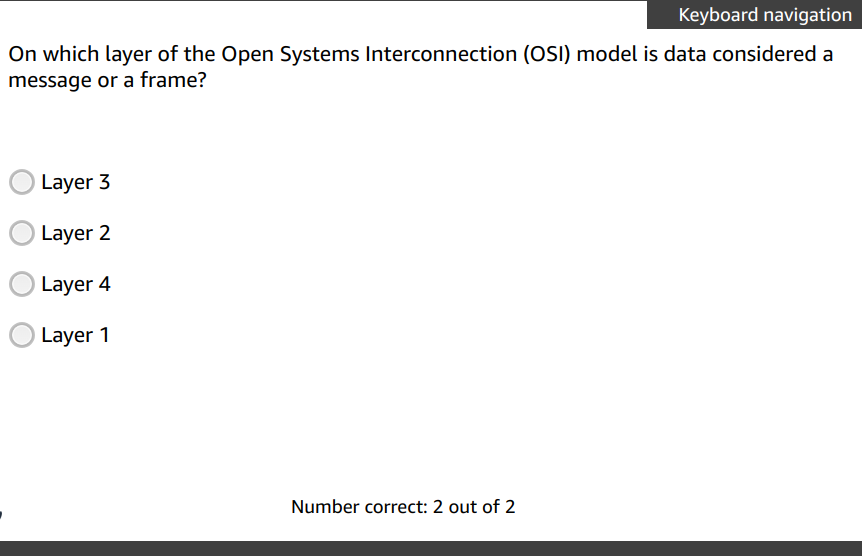 Keyboard navigation
On which layer of the Open Systems Interconnection (OSI) model is data considered a
message or a frame?
Layer 3
Layer 2
Layer 4
Layer 1
Number correct: 2 out of 2